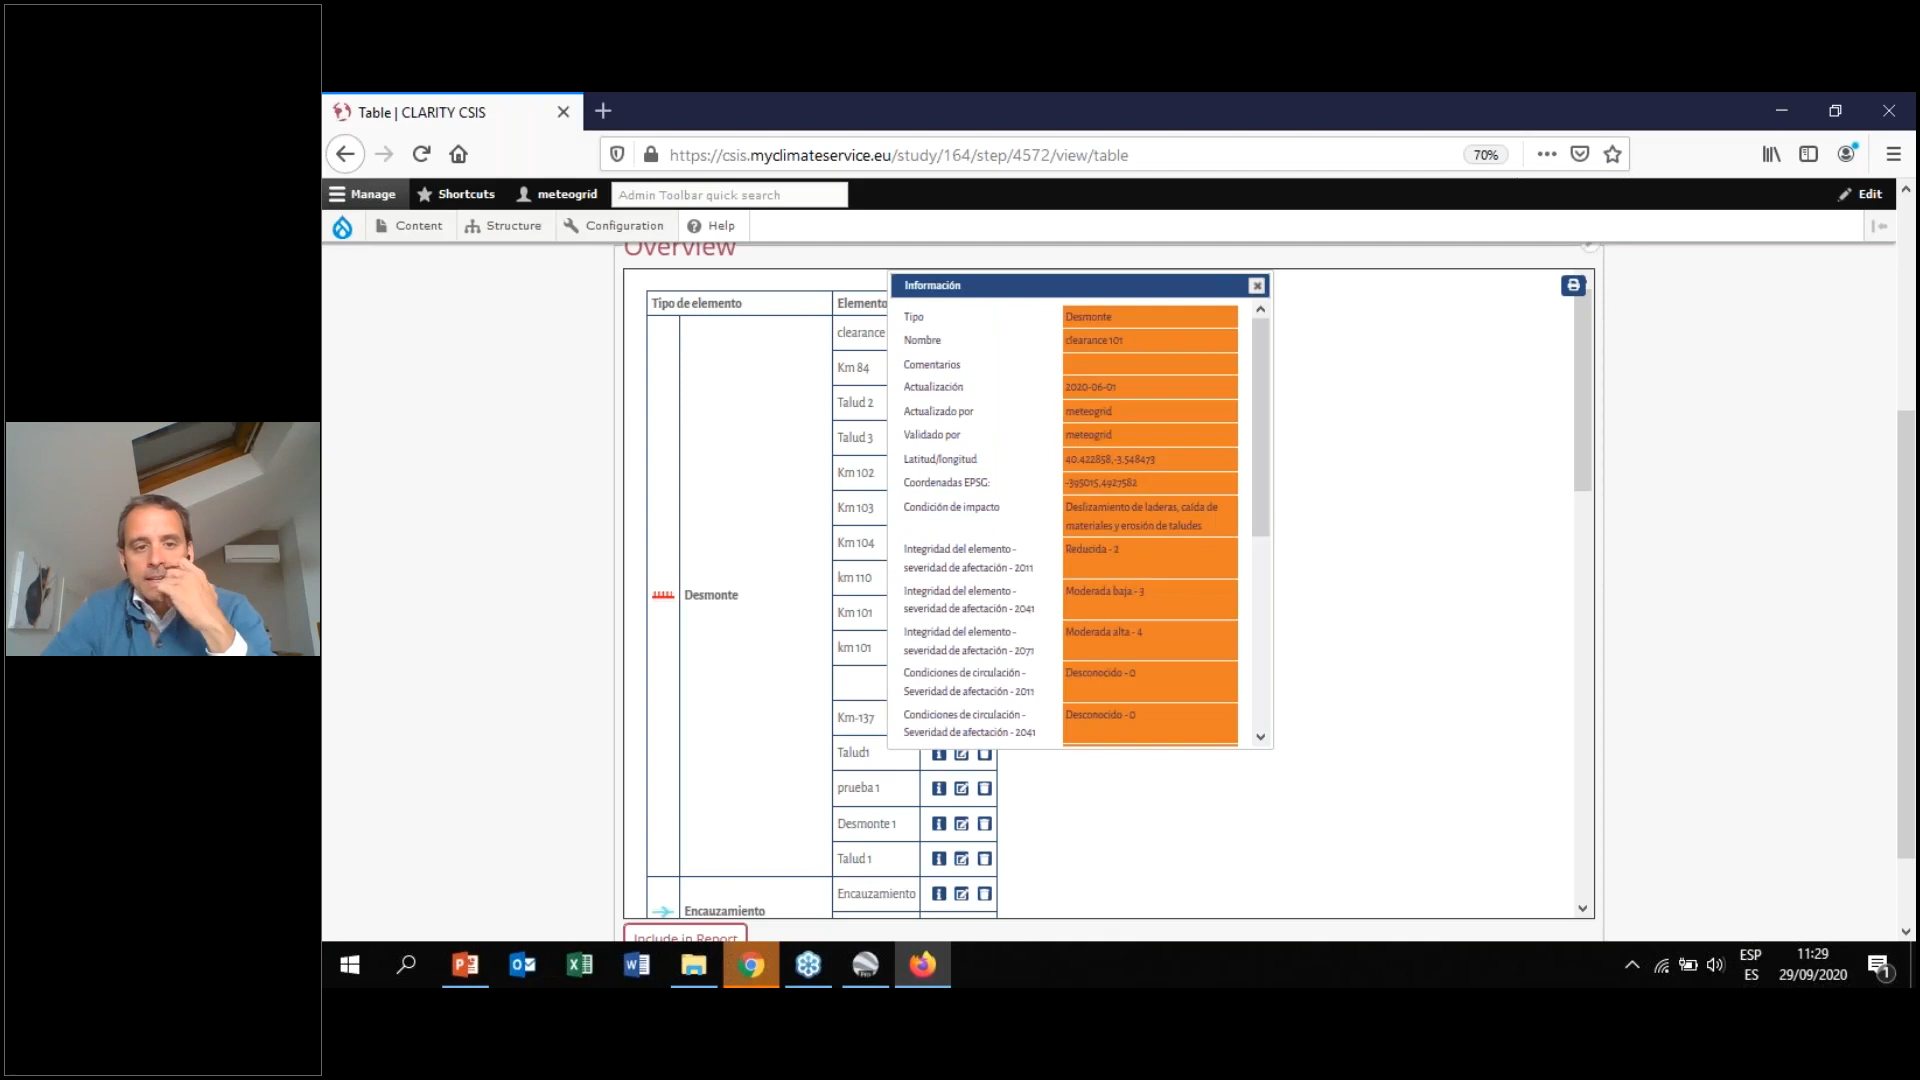 Table | CLARITY CSIS
https://csis.myclimateservice.eu/study/164/step/4572/view/table
70%
Manage
Shortcuts
meteogrid
Admin Toolbar quick search
Edit
Content
Structure
Configuration
Help
Overview
Tipo de elemento
Elemento
clearance
Km 84
Talud 2
Talud 3
Km 102
Km 103
Km 104
km 110
Km 101
km 101
Km-137
Talud1
prueba 1
Desmonte 1
Talud 1
Encauzamiento
Desmonte
Encauzamiento
Información
Tipo
Desmonte
Nombre
clearance 101
Comentarios
Actualización
2020-06-01
Actualizado por
meteogrid
Validado por
meteogrid
Latitud/longitud
40.422858,-3.548473
Coordenadas EPSG:
-395015,4927582
Condición de impacto
Deslizamiento de laderas, caída de
materiales y erosión de taludes
Integridad del elemento -
severidad de afectación - 2011
Reducida - 2
Integridad del elemento -
severidad de afectación - 2041
Moderada baja - 3
Integridad del elemento -
severidad de afectación - 2071
Moderada alta - 4
Condiciones de circulación -
Severidad de afectación - 2011
Desconocido - 0
Condiciones de circulación -
Severidad de afectación - 2041
Desconocido - 0
Include in Report
ESP
ES
11:29
29/09/2020
1